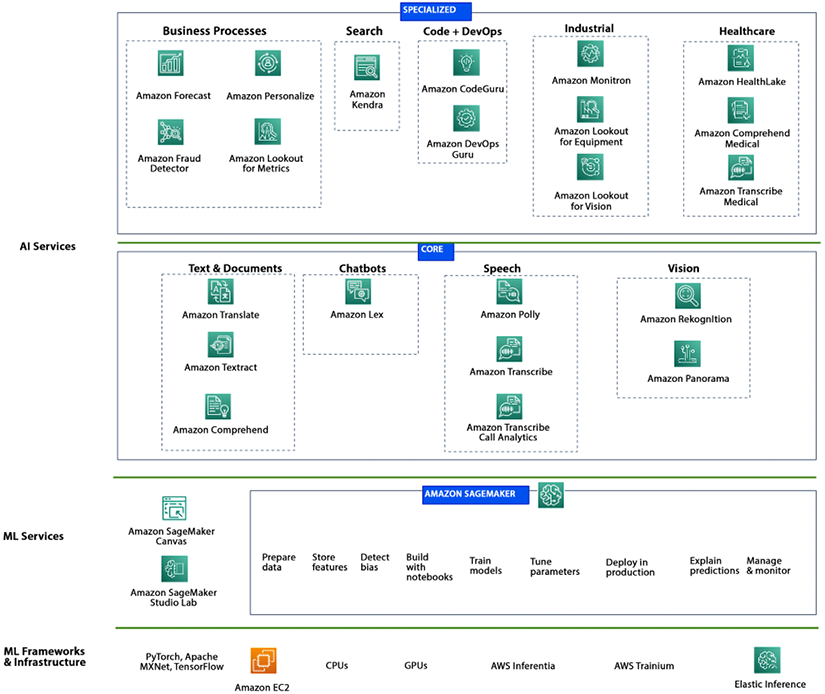 SPECIALIZED
Business Processes
Amazon Forecast
Amazon Personalize
Amazon Fraud
Detector
Amazon Lookout
for Metrics
Search
Amazon
Kendra
Code + DevOps
Amazon CodeGuru
Amazon DevOps
Guru
Industrial
Amazon Monitron
Amazon Lookout
for Equipment
Amazon Lookout
for Vision
Healthcare
Amazon HealthLake
Amazon Comprehend
Medical
Amazon Transcribe
Medical
AI Services
CORE
Text & Documents
Amazon Translate
Amazon Textract
Amazon Comprehend
Chatbots
Amazon Lex
Speech
Amazon Polly
Amazon Transcribe
Amazon Transcribe
Call Analytics
Vision
Amazon RekognItion
Amazon Panorama
ML Services
Amazon SageMaker
Canvas
Amazon SageMaker
Studio Lab
AMAZON SAGEMAKER
Prepare
data
Store
features
Detect
bias
Build
with
notebooks
Train
models
Tune
parameters
Deploy in
production
Explain
predictions
Manage
& monitor
ML Frameworks
& Infrastructure
PyTorch, Apache
MXNet, TensorFlow
Amazon EC2
CPUs
GPUs
AWS Inferentia
AWS Trainium
Elastic Inference